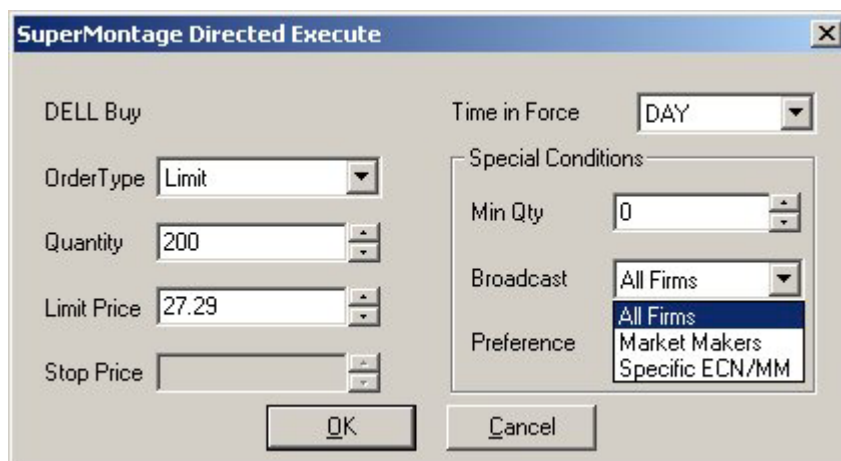 SuperMontage Directed Execute
DELL Buy
Time in Force DAY
OrderType Limit
Special Conditions
Min Qty 0
Quantity 200
Broadcast All Firms
Limit Price 27.29
All Firms
Market Makers
Specific ECN/MM
Preference
Stop Price
OK Cancel